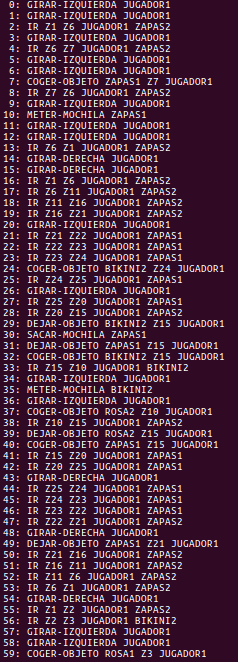 0: GIRAR-IZQUIERDA JUGADOR1
1: GIRAR-IZQUIERDA JUGADOR1
2: IR Z1 Z6 JUGADOR1 ZAPAS2
3: GIRAR-IZQUIERDA JUGADOR1
4: IR Z6 Z7 JUGADOR1 ZAPAS2
5: GIRAR-IZQUIERDA JUGADOR1
6: GIRAR-IZQUIERDA JUGADOR1
7: COGER-OBJETO ZAPAS1 Z7 JUGADOR1
8: IR Z7 Z6 JUGADOR1 ZAPAS2
9: GIRAR-IZQUIERDA JUGADOR1
10: METER-MOCHILA ZAPAS1
11: GIRAR-IZQUIERDA JUGADOR1
12: GIRAR-IZQUIERDA JUGADOR1
13: IR Z6 Z1 JUGADOR1 ZAPAS2
14: GIRAR-DERECHA JUGADOR1
15: GIRAR-DERECHA JUGADOR1
16: IR Z1 Z6 JUGADOR1 ZAPAS2
17: IR Z6 Z11 JUGADOR1 ZAPAS2
18: IR Z11 Z16 JUGADOR1 ZAPAS2
19: IR Z16 Z21 JUGADOR1 ZAPAS2
20: GIRAR-IZQUIERDA JUGADOR1
21: IR Z21 Z22 JUGADOR1 ZAPAS1
22: IR Z22 Z23 JUGADOR1 ZAPAS1
23: IR Z23 Z24 JUGADOR1 ZAPAS1
24: COGER-OBJETO BIKINI2 Z24 JUGADOR1
25: IR Z24 Z25 JUGADOR1 ZAPAS1
26: GIRAR-IZQUIERDA JUGADOR1
27: IR Z25 Z20 JUGADOR1 ZAPAS1
28: IR Z20 Z15 JUGADOR1 ZAPAS2
29: DEJAR-OBJETO BIKINI2 Z15 JUGADOR1
30: SACAR-MOCHILA ZAPAS1
31: DEJAR-OBJETO ZAPAS1 Z15 JUGADOR1
32: COGER-OBJETO BIKINI2 Z15 JUGADOR1
33: IR Z15 Z10 JUGADOR1 BIKINI2
34: GIRAR-IZQUIERDA JUGADOR1
35: METER-MOCHILA BIKINI2
36: GIRAR-IZQUIERDA JUGADOR1
37: COGER-OBJETO ROSA2 Z10 JUGADOR1
38: IR Z10 Z15 JUGADOR1 ZAPAS2
39: DEJAR-OBJETO ROSA2 Z15 JUGADOR1
40: COGER-OBJETO ZAPAS1 Z15 JUGADOR1
41: IR Z15 Z20 JUGADOR1 ZAPAS1
42: IR Z20 Z25 JUGADOR1 ZAPAS1
43: GIRAR-DERECHA JUGADOR1
44: IR Z25 Z24 JUGADOR1 ZAPAS1
45: IR Z24 Z23 JUGADOR1 ZAPAS1
46: IR Z23 Z22 JUGADOR1 ZAPAS1
47: IR Z22 Z21 JUGADOR1 ZAPAS2
48: GIRAR-DERECHA JUGADOR1
49: DEJAR-OBJETO ZAPAS1 Z21 JUGADOR1
50: IR Z21 Z16 JUGADOR1 ZAPAS2
51: IR Z16 Z11 JUGADOR1 ZAPAS2
52: IR Z11 Z6 JUGADOR1 ZAPAS2
53: IR Z6 Z1 JUGADOR1 ZAPAS2
54: GIRAR-DERECHA JUGADOR1
55: IR Z1 Z2 JUGADOR1 ZAPAS2
56: IR Z2 Z3 JUGADOR1 BIKINI2
57: GIRAR-IZQUIERDA JUGADOR1
58: GIRAR-IZQUIERDA JUGADOR1
59: COGER-OBJETO ROSA1 Z3 JUGADOR1